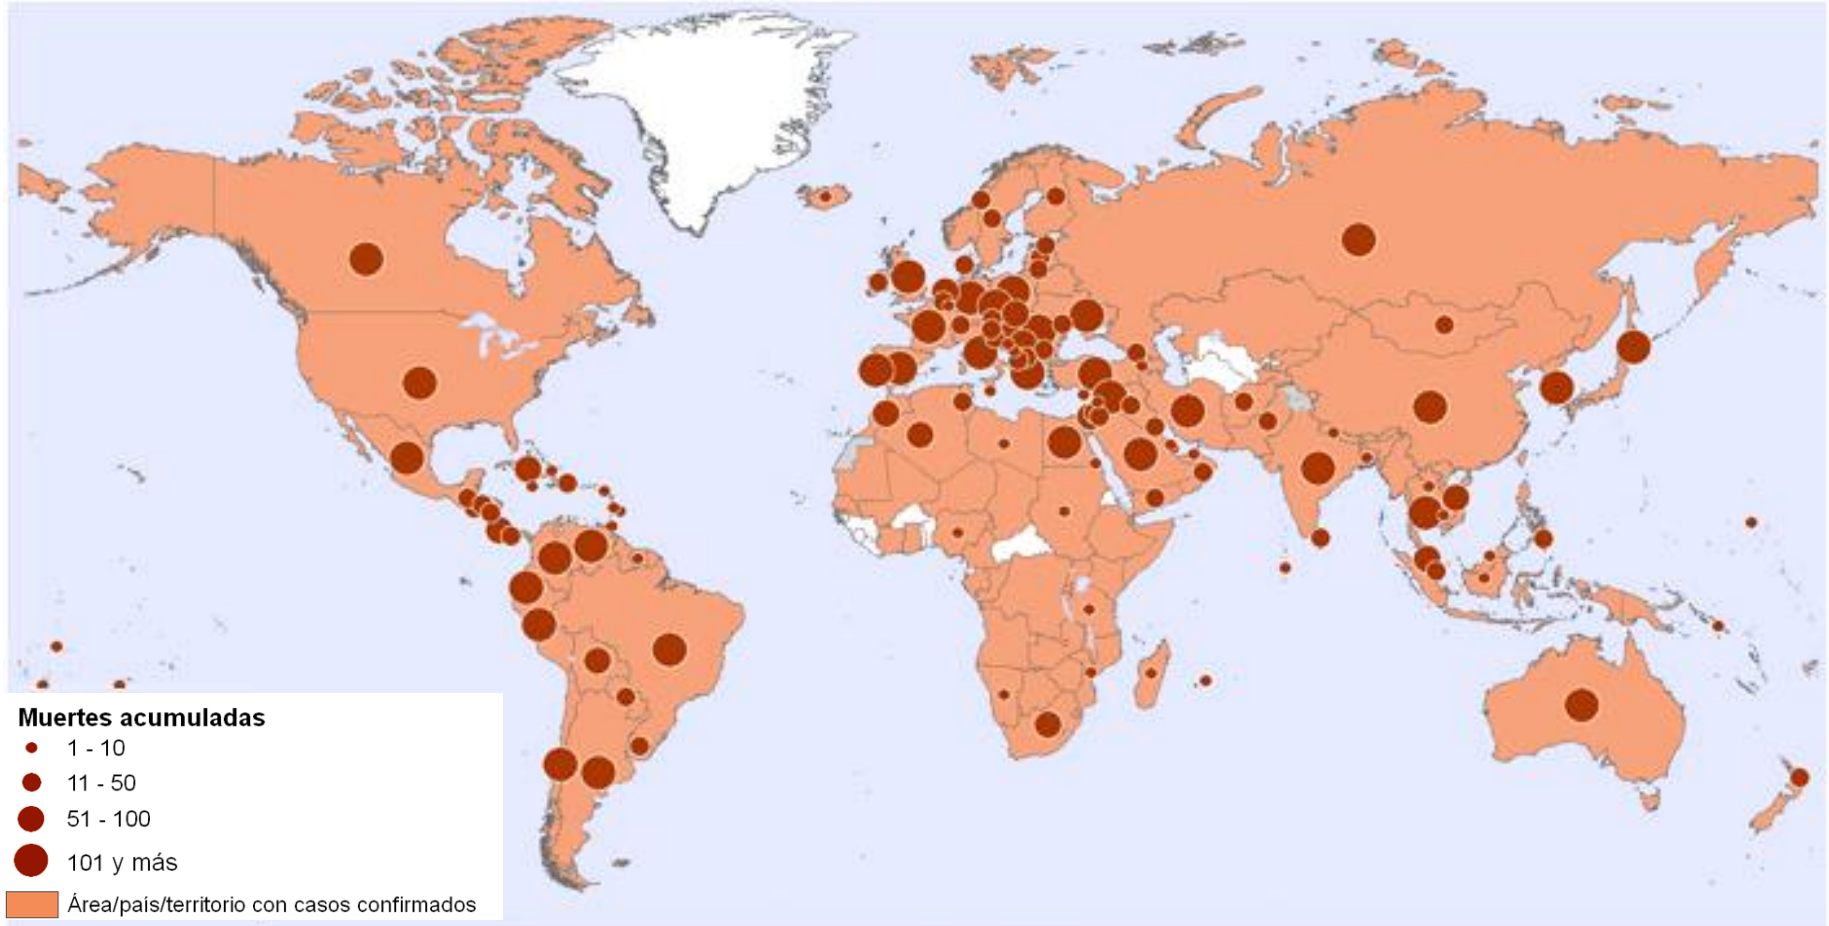 Muertes acumuladas
1 - 10
11 - 50
51 - 100
101 y más
Área/país/territorio con casos confirmados